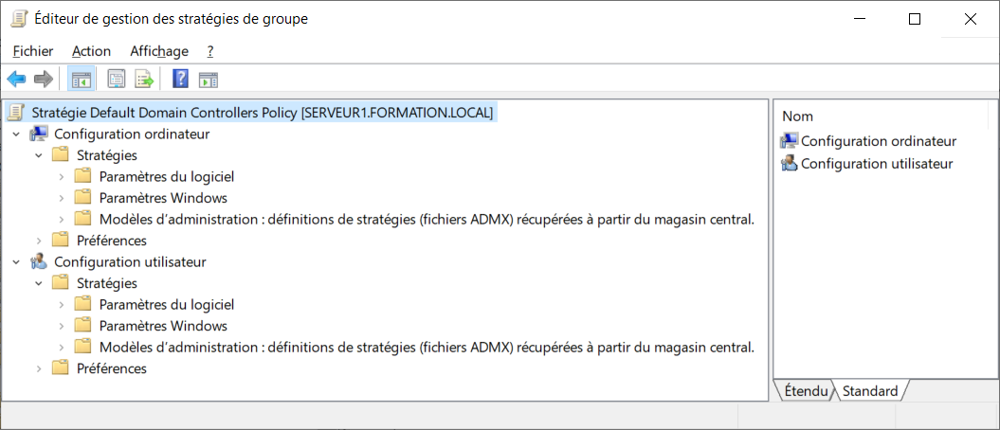 Éditeur de gestion des stratégies de groupe
Fichier Action Affichage ?
Stratégie Default Domain Controllers Policy [SERVEUR1.FORMATION.LOCAL]
Configuration ordinateur
Stratégies
Paramètres du logiciel
Paramètres Windows
Modèles d'administration : définitions de stratégies (fichiers ADMX) récupérées à partir du magasin central.
Préférences
Configuration utilisateur
Stratégies
Paramètres du logiciel
Paramètres Windows
Modèles d'administration : définitions de stratégies (fichiers ADMX) récupérées à partir du magasin central.
Préférences
Nom
Configuration ordinateur
Configuration utilisateur
Étendu Standard